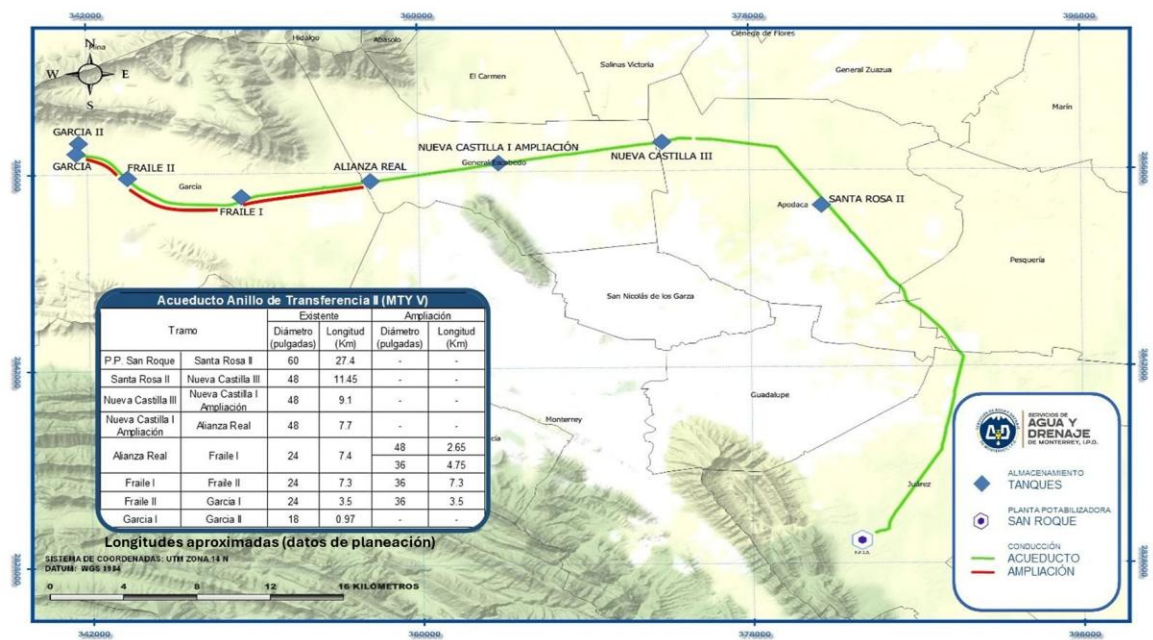 342000 360000 378000 396000
Mina
N
W E
S
Hidalgo
Abasolo
Ciénega de Flores
El Carmen
Salinas Victoria
General Zuazua
Marín
GARCIA II
GARCIA
FRAILE II
García
FRAILE I
ALIANZA REAL
NUEVA CASTILLA I AMPLIACIÓN
General Escobedo
NUEVA CASTILLA III
Apodaca
SANTA ROSA II
Pesquería
San Nicolás de los Garza
Guadalupe
Monterrey
Juárez
2856000
2842000
2828000
2856000
2842000
2828000
Acueducto Anillo de Transferencia II (MTY V)
Tramo Existente Ampliación
Diámetro (pulgadas) Longitud (Km) Diámetro (pulgadas) Longitud (Km)
P.P. San Roque Santa Rosa II 60 27.4 - -
Santa Rosa II Nueva Castilla III 48 11.45 - -
Nueva Castilla III Nueva Castilla I Ampliación 48 9.1 - -
Nueva Castilla I Ampliación Alianza Real 48 7.7 - -
Alianza Real Fraile I 24 7.4 48 2.65
36 4.75
Fraile I Fraile II 24 7.3 36 7.3
Fraile II Garcia I 24 3.5 36 3.5
Garcia I Garcia II 18 0.97 - -
Longitudes aproximadas (datos de planeación)
SISTEMA DE COORDENADAS: UTM ZONA 14 N
DATUM: WGS 1984
0 4 8 12 16 KILÓMETROS
SERVICIOS DE
AGUA Y
DRENAJE
DE MONTERREY, I.P.D.
ALMACENAMIENTO
TANQUES
PLANTA POTABILIZADORA
SAN ROQUE
CONDUCCIÓN
ACUEDUCTO
AMPLIACIÓN
342000 360000 378000 396000